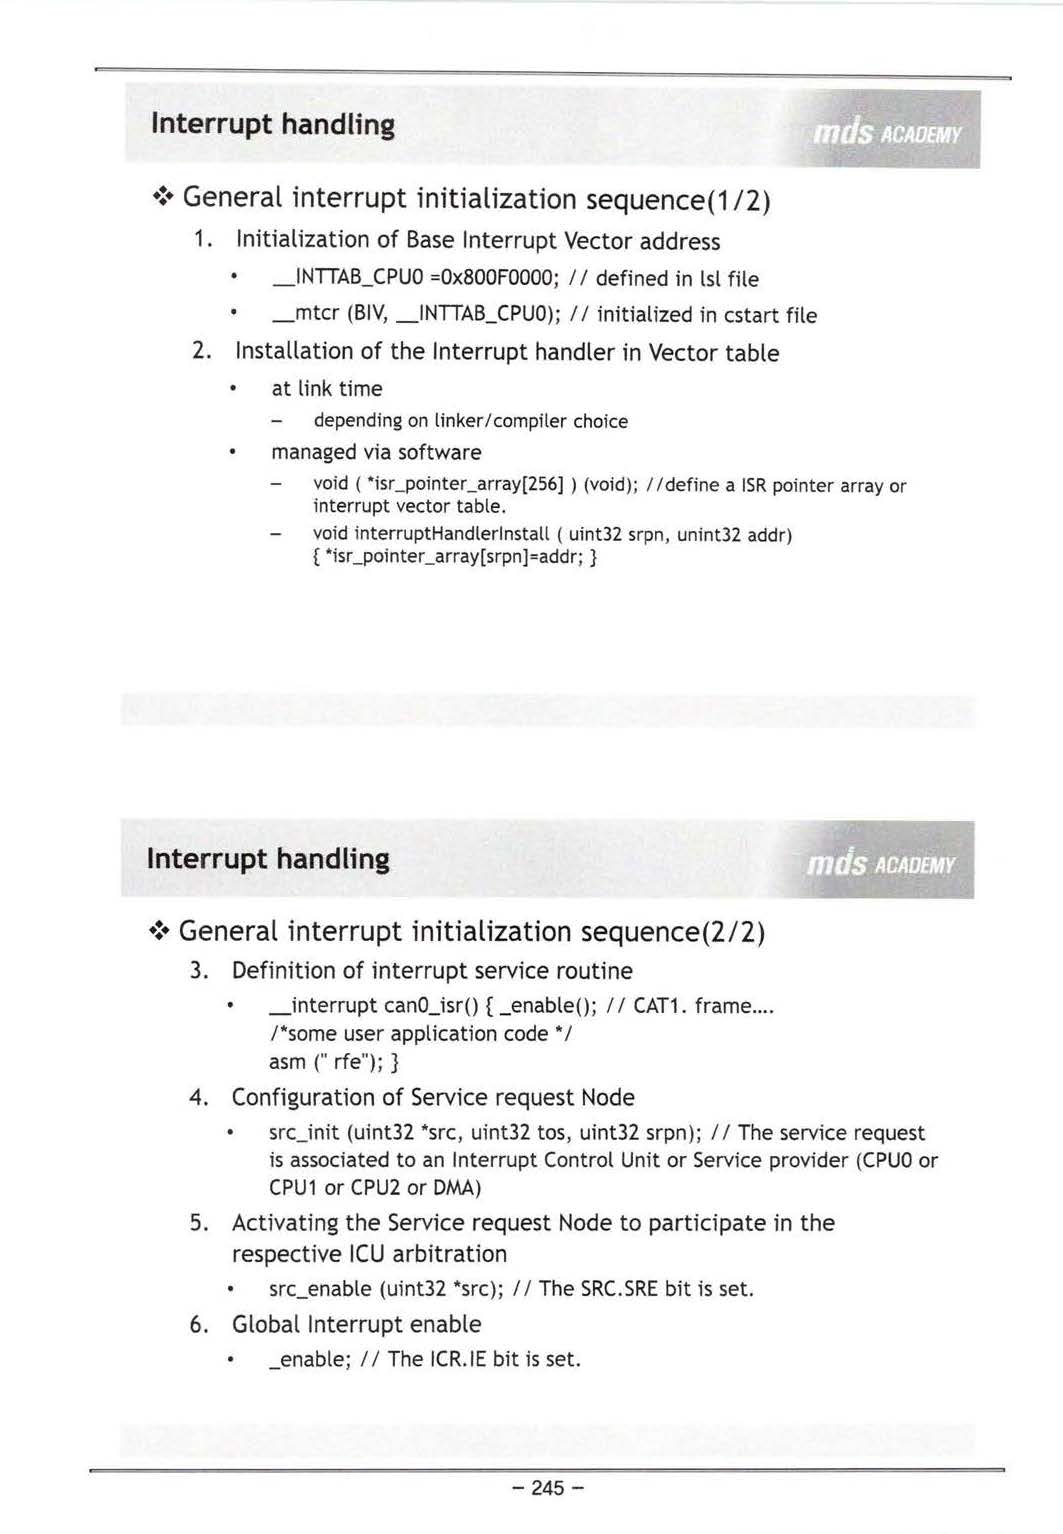 Interrupt handling
mds ACADEMY
❖ General interrupt initialization sequence(1/2)
1. Initialization of Base Interrupt Vector address
• __INTTAB_CPU0 =0x800F0000; // defined in lsl file
• __mtcr (BIV, __INTTAB_CPU0); // initialized in cstart file
2. Installation of the Interrupt handler in Vector table
• at link time
– depending on linker/compiler choice
• managed via software
– void ( *isr_pointer_array[256] ) (void); //define a ISR pointer array or
interrupt vector table.
– void interruptHandlerInstall ( uint32 srpn, unint32 addr)
{ *isr_pointer_array[srpn]=addr; }
Interrupt handling
mds ACADEMY
❖ General interrupt initialization sequence(2/2)
3. Definition of interrupt service routine
• __interrupt can0_isr() { _enable(); // CAT1. frame....
/*some user application code */
asm (" rfe"); }
4. Configuration of Service request Node
• src_init (uint32 *src, uint32 tos, uint32 srpn); // The service request
is associated to an Interrupt Control Unit or Service provider (CPU0 or
CPU1 or CPU2 or DMA)
5. Activating the Service request Node to participate in the
respective ICU arbitration
• src_enable (uint32 *src); // The SRC.SRE bit is set.
6. Global Interrupt enable
• _enable; // The ICR.IE bit is set.
– 245 –